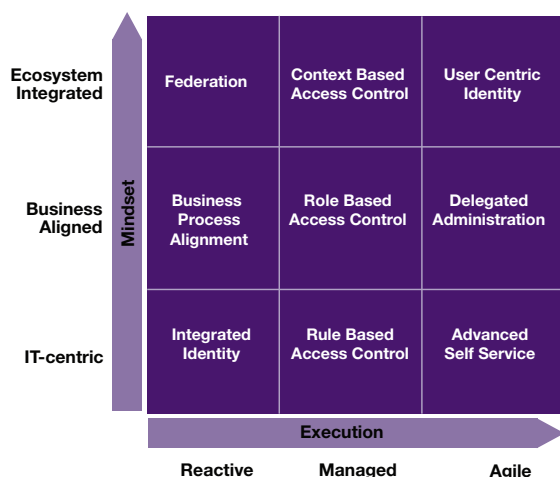 Ecosystem
Integrated
Federation
Context Based
Access Control
User Centric
Identity
Mindset
Business
Aligned
Business
Process
Alignment
Role Based
Access Control
Delegated
Administration
IT-centric
Integrated
Identity
Rule Based
Access Control
Advanced
Self Service
Execution
Reactive
Managed
Agile